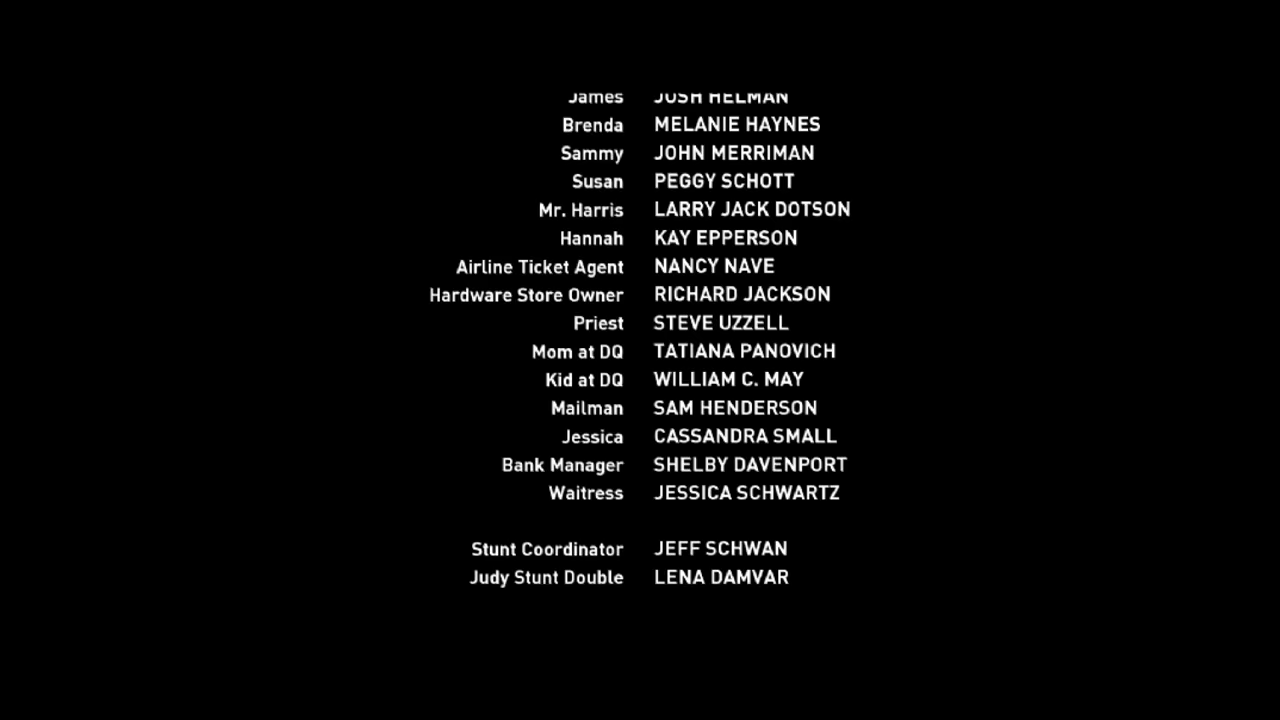 James JOSH HELMAN
Brenda MELANIE HAYNES
Sammy JOHN MERRIMAN
Susan PEGGY SCHOTT
Mr. Harris LARRY JACK DOTSON
Hannah KAY EPPERSON
Airline Ticket Agent NANCY NAVE
Hardware Store Owner RICHARD JACKSON
Priest STEVE UZZELL
Mom at DQ TATIANA PANOVICH
Kid at DQ WILLIAM C. MAY
Mailman SAM HENDERSON
Jessica CASSANDRA SMALL
Bank Manager SHELBY DAVENPORT
Waitress JESSICA SCHWARTZ
Stunt Coordinator JEFF SCHWAN
Judy Stunt Double LENA DAMVAR